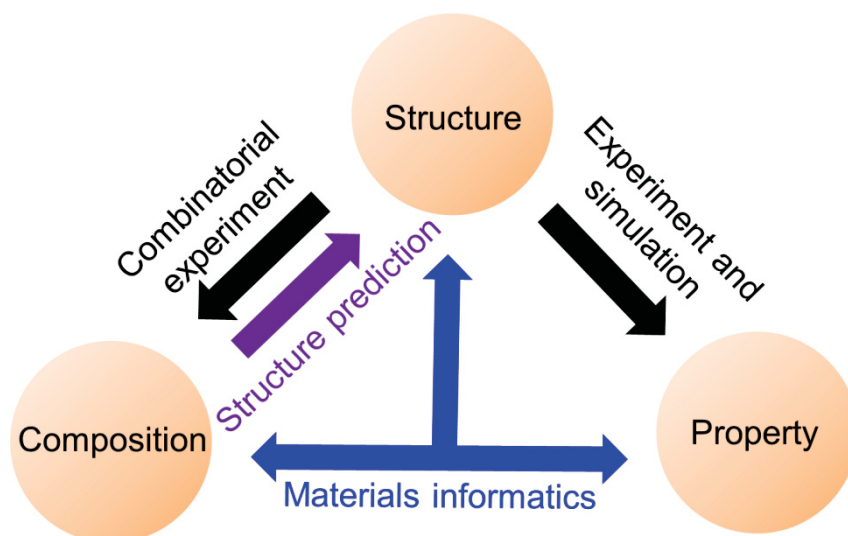 Structure
Combinatorial
experiment
Experiment and
simulation
Structure prediction
Composition
Property
Materials informatics